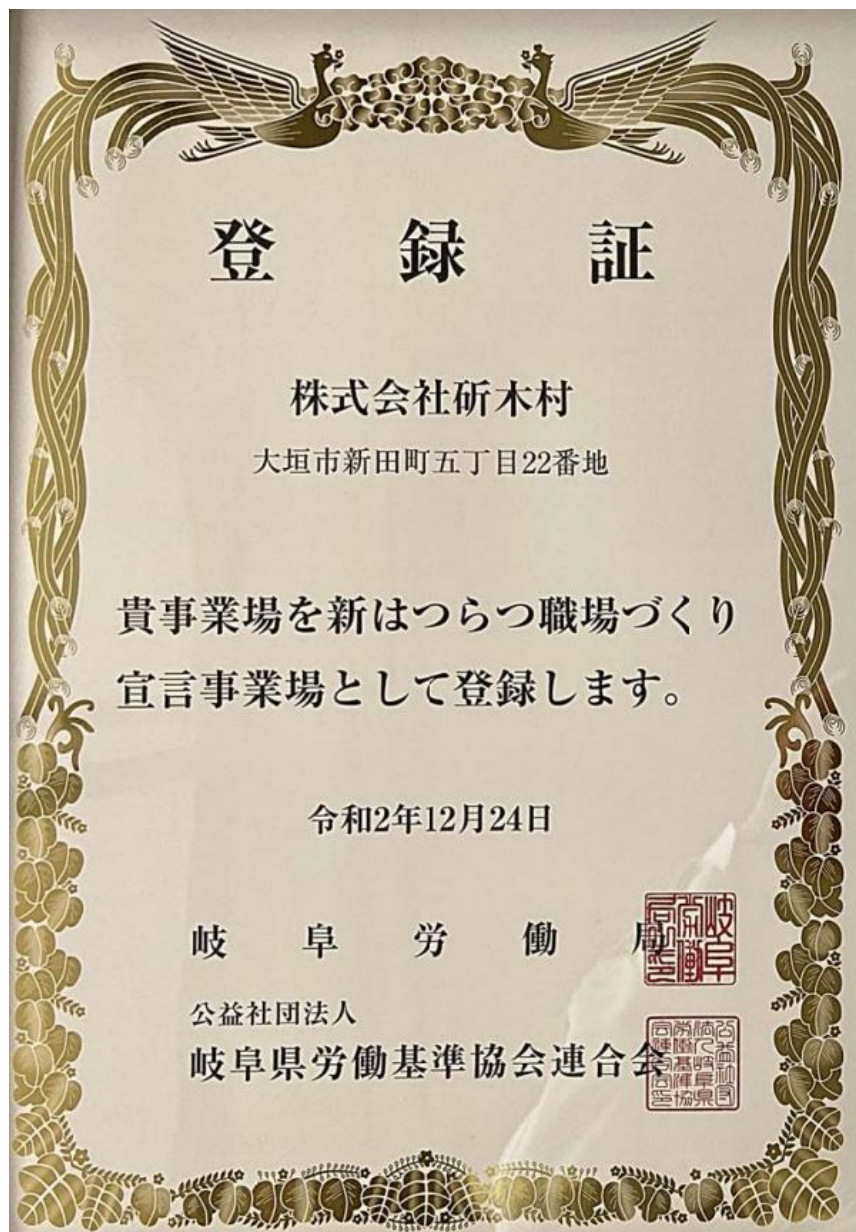 登録証
株式会社斫木村
大垣市新田町五丁目22番地
貴事業場を新はつらつ職場づくり
宣言事業場として登録します。
令和2年12月24日
岐阜労働局
公益社団法人
岐阜県労働基準協会連合会